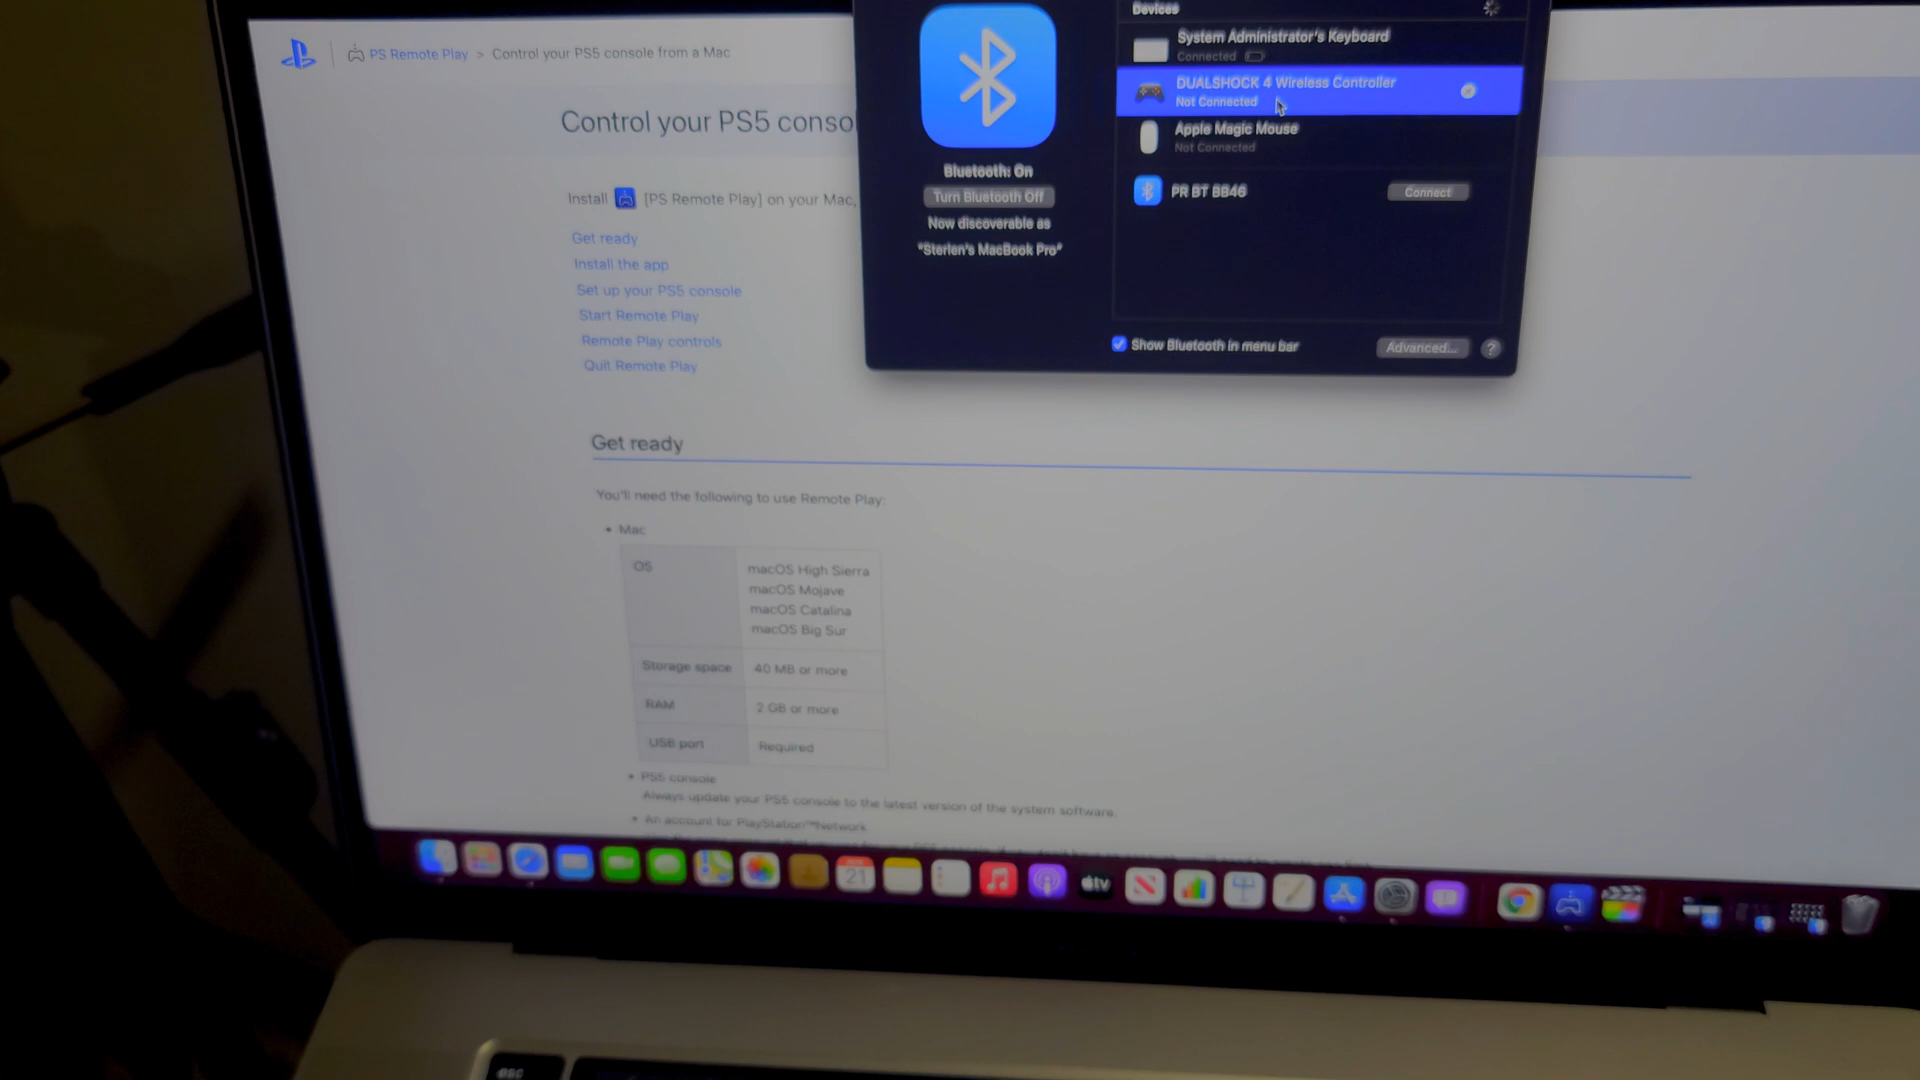 PS Remote Play > Control your PS5 console from a Mac
Control your PS5 conso
Install [PS Remote Play] on your Mac,
Get ready
Install the app
Set up your PS5 console
Start Remote Play
Remote Play controls
Quit Remote Play
Get ready
You'll need the following to use Remote Play:
• Mac
OS
macOS High Sierra
macOS Mojave
macOS Catalina
macOS Big Sur
Storage space 40 MB or more
RAM 2 GB or more
USB port Required
• PS5 console
Always update your PS5 console to the latest version of the system software.
• An account for PlayStation™Network
Devices
System Administrator's Keyboard
Connected
DUALSHOCK 4 Wireless Controller
Not Connected
Apple Magic Mouse
Not Connected
PR BT BB46
Connect
Bluetooth: On
Turn Bluetooth Off
Now discoverable as
"Sterlen's MacBook Pro"
Show Bluetooth in menu bar
Advanced...
?
21
tv
esc